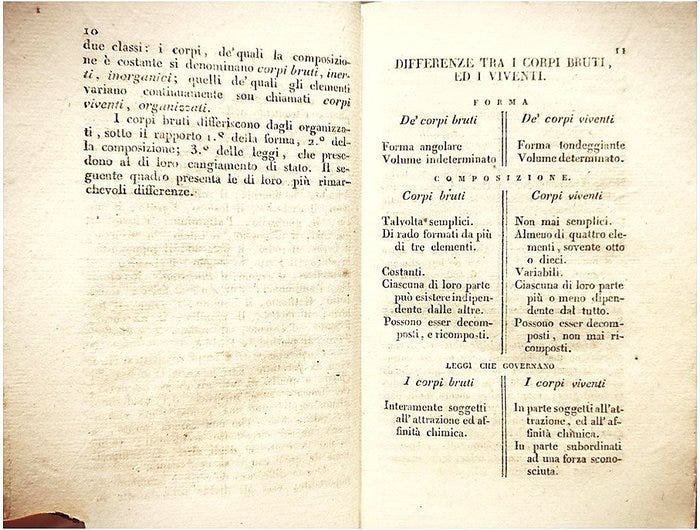 10
due classi: i corpi, de'quali la composizio-
ne è costante si denominano corpi bruti, iner-
ti, inorganici; quelli de'quali gli elementi
variano continuamente son chiamati corpi
viventi, organizzati.
I corpi bruti differiscono dagli organizza-
ti, sotto il rapporto 1.º della forma, 2.º del-
la composizione; 3.º delle leggi, che prese-
dono al di loro cangiamento di stato. Il se-
guente quadro presenta le di loro più rimar-
chevoli differenze.
11
DIFFERENZE TRA I CORPI BRUTI,
ED I VIVENTI.
FORMA
De' corpi bruti
Forma angolare
Volume indeterminato
De' corpi viventi
Forma tondeggiante
Volume determinato.
COMPOSIZIONE.
Corpi bruti
Talvolta semplici.
Di rado formati da più
di tre elementi.
Costanti.
Ciascuna di loro parte
può esistere indipen-
dente dalle altre.
Possono esser decom-
posti, e ricomposti.
Corpi viventi
Non mai semplici.
Almeno di quattro ele-
menti, sovente otto
o dieci.
Variabili.
Ciascuna di loro parte
più o meno dipen-
dente dal tutto.
Possono esser decom-
posti, non mai ri-
composti.
LEGGI CHE GOVERNANO
I corpi bruti
Interamente soggetti
all'attrazione ed af-
finità chimica.
I corpi viventi
In parte soggetti all'at-
trazione, ed all'af-
finità chimica.
In parte subordinati
ad una forza scono-
sciuta.